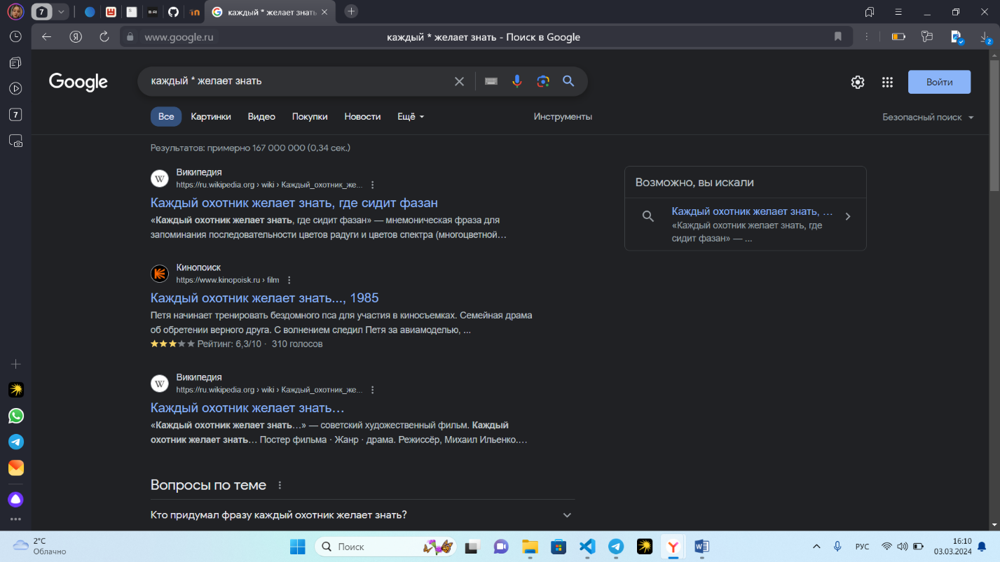 7
B AI
каждый * желает знать
www.google.ru
каждый * желает знать - Поиск в Google
2
7
Google
каждый * желает знать
Войти
Все Картинки Видео Покупки Новости Ещё Инструменты Безопасный поиск
Результатов: примерно 167 000 000 (0,34 сек.)
W
Википедия
https://ru.wikipedia.org › wiki › Каждый_охотник_же...
Каждый охотник желает знать, где сидит фазан
«Каждый охотник желает знать, где сидит фазан» — мнемоническая фраза для
запоминания последовательности цветов радуги и цветов спектра (многоцветной…
Возможно, вы искали
Каждый охотник желает знать, …
«Каждый охотник желает знать, где
сидит фазан» — ...
Кинопоиск
https://www.kinopoisk.ru › film
Каждый охотник желает знать..., 1985
Петя начинает тренировать бездомного пса для участия в киносъемках. Семейная драма
об обретении верного друга. С волнением следил Петя за авиамоделью, ...
Рейтинг: 6,3/10 · 310 голосов
W
Википедия
https://ru.wikipedia.org › wiki › Каждый_охотник_же...
Каждый охотник желает знать…
«Каждый охотник желает знать…» — советский художественный фильм. Каждый
охотник желает знать… Постер фильма · Жанр · драма. Режиссёр, Михаил Ильенко.…
Вопросы по теме
Кто придумал фразу каждый охотник желает знать?
2°C
Облачно
Поиск
РУС
16:10
03.03.2024